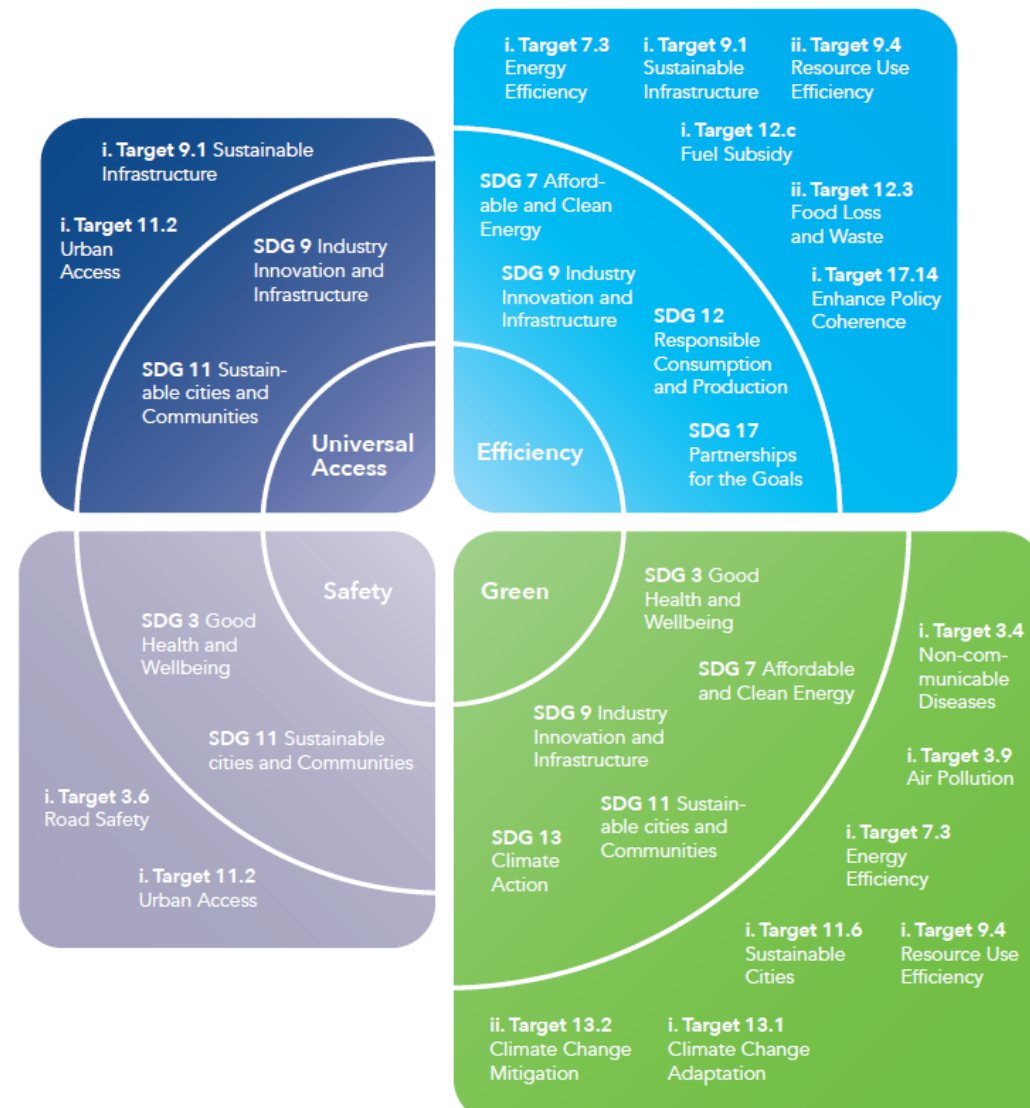 i. Target 9.1 Sustainable
Infrastructure
i. Target 11.2
Urban
Access
SDG 9 Industry
Innovation and
Infrastructure
SDG 11 Sustain-
able cities and
Communities
Universal
Access
i. Target 7.3
Energy
Efficiency
i. Target 9.1
Sustainable
Infrastructure
ii. Target 9.4
Resource Use
Efficiency
i. Target 12.c
Fuel Subsidy
ii. Target 12.3
Food Loss
and Waste
i. Target 17.14
Enhance Policy
Coherence
SDG 7 Afford-
able and Clean
Energy
SDG 9 Industry
Innovation and
Infrastructure
SDG 12
Responsible
Consumption
and Production
SDG 17
Partnerships
for the Goals
Efficiency
Safety
SDG 3 Good
Health and
Wellbeing
SDG 11 Sustainable
cities and Communities
i. Target 3.6
Road Safety
i. Target 11.2
Urban Access
Green
SDG 3 Good
Health and
Wellbeing
SDG 7 Affordable
and Clean Energy
SDG 9 Industry
Innovation and
Infrastructure
SDG 11 Sustain-
able cities and
Communities
SDG 13
Climate
Action
i. Target 3.4
Non-com-
municable
Diseases
i. Target 3.9
Air Pollution
i. Target 7.3
Energy
Efficiency
i. Target 11.6
Sustainable
Cities
i. Target 9.4
Resource Use
Efficiency
ii. Target 13.2
Climate Change
Mitigation
i. Target 13.1
Climate Change
Adaptation